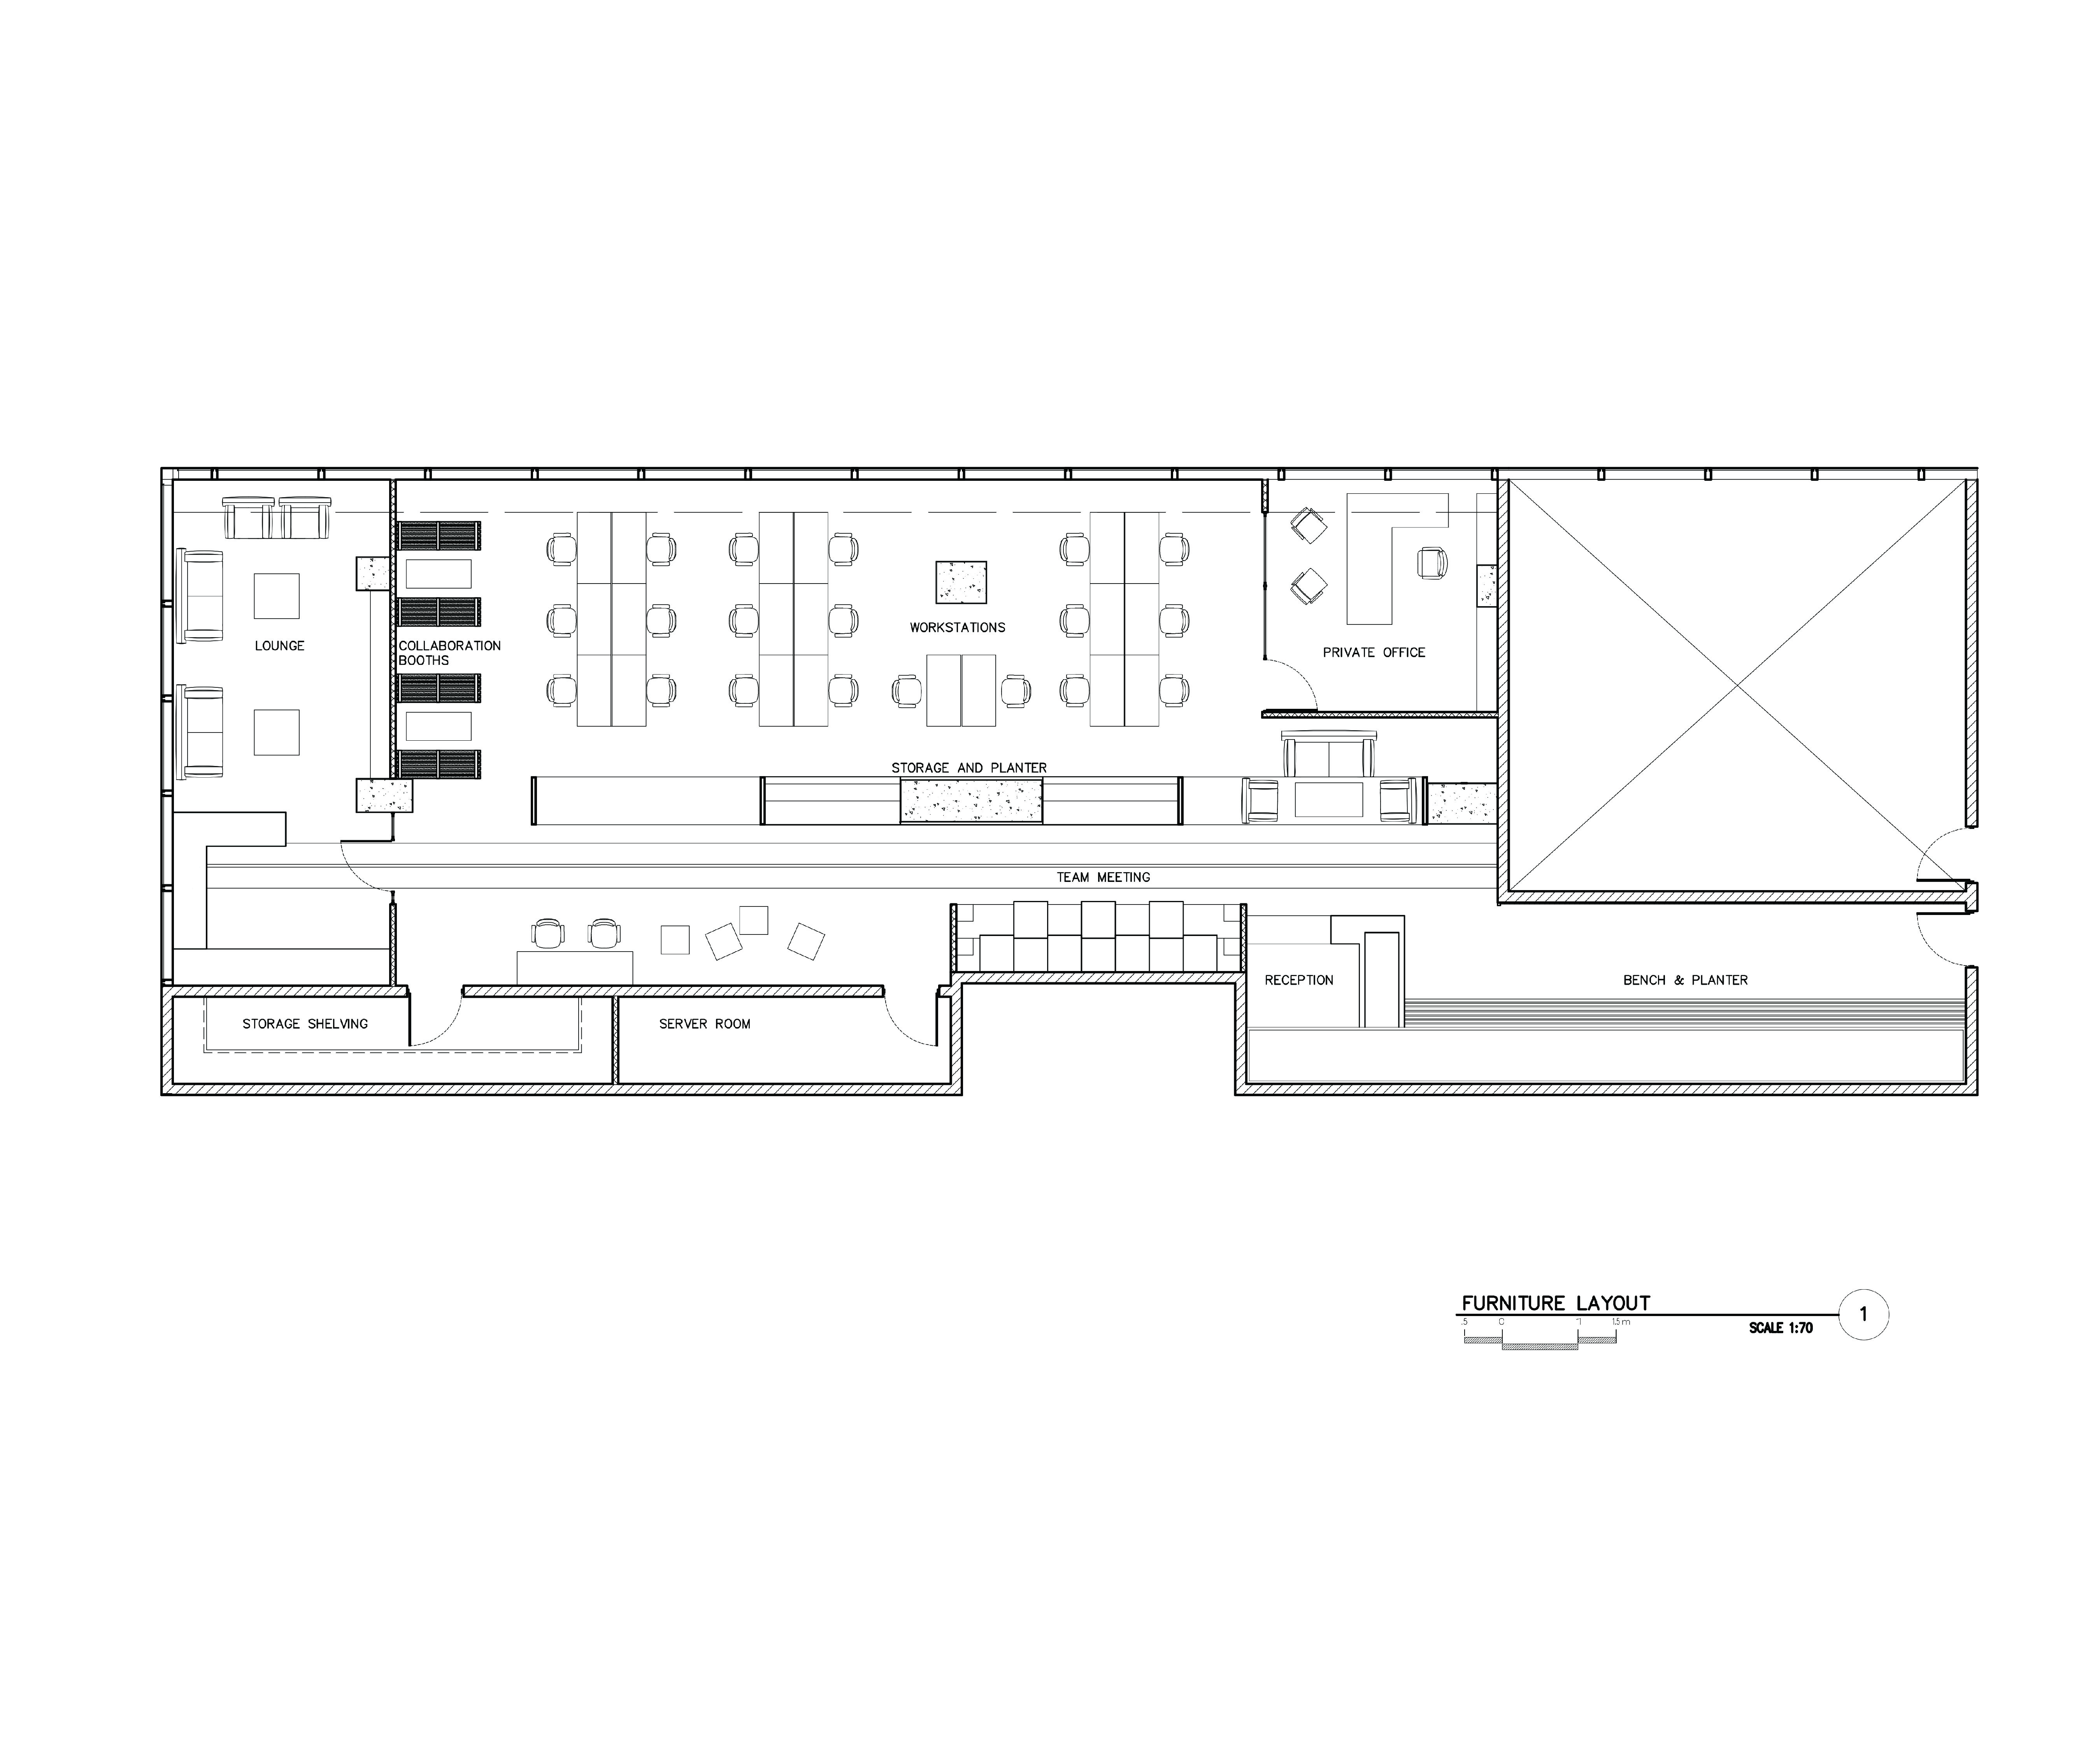 LOUNGE
COLLABORATION
BOOTHS
WORKSTATIONS
PRIVATE OFFICE
STORAGE AND PLANTER
TEAM MEETING
RECEPTION
BENCH & PLANTER
STORAGE SHELVING
SERVER ROOM
FURNITURE LAYOUT
1
.5 0 1 1.5m
SCALE 1:70